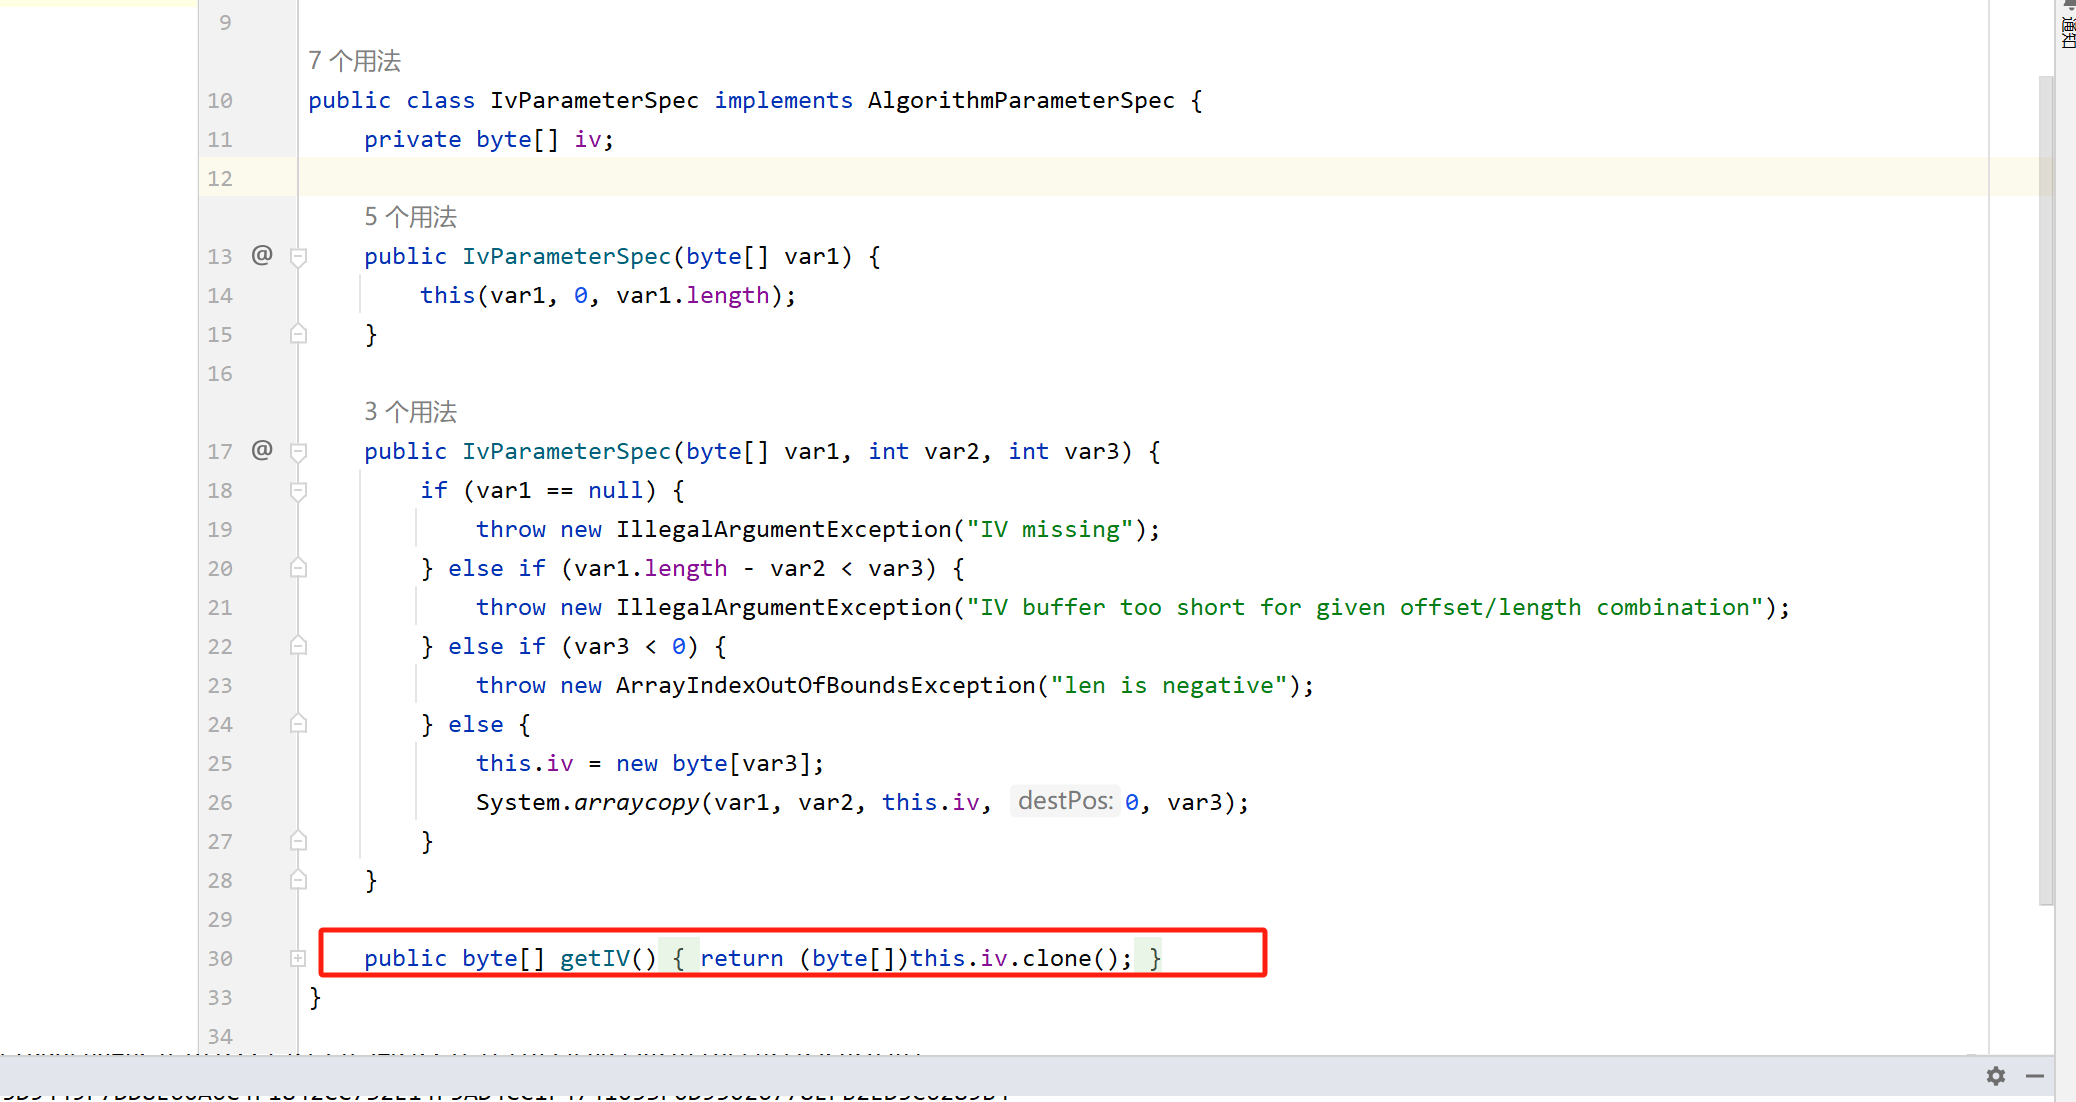 9
7 个用法
10 public class IvParameterSpec implements AlgorithmParameterSpec {
11 private byte[] iv;
12
5 个用法
13 @ public IvParameterSpec(byte[] var1) {
14 this(var1, 0, var1.length);
15 }
16
3 个用法
17 @ public IvParameterSpec(byte[] var1, int var2, int var3) {
18 if (var1 == null) {
19 throw new IllegalArgumentException("IV missing");
20 } else if (var1.length - var2 < var3) {
21 throw new IllegalArgumentException("IV buffer too short for given offset/length combination");
22 } else if (var3 < 0) {
23 throw new ArrayIndexOutOfBoundsException("len is negative");
24 } else {
25 this.iv = new byte[var3];
26 System.arraycopy(var1, var2, this.iv, destPos: 0, var3);
27 }
28 }
29
30 public byte[] getIV() { return (byte[])this.iv.clone(); }
33 }
34
通知